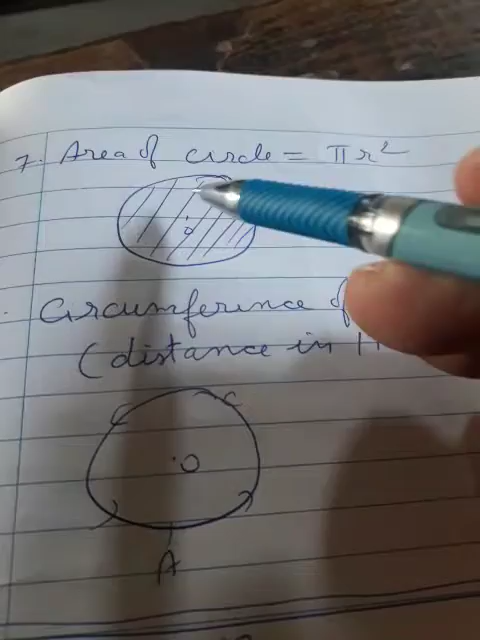 7. Area of circle = πr²
o
Circumference of
(distance in
O
A